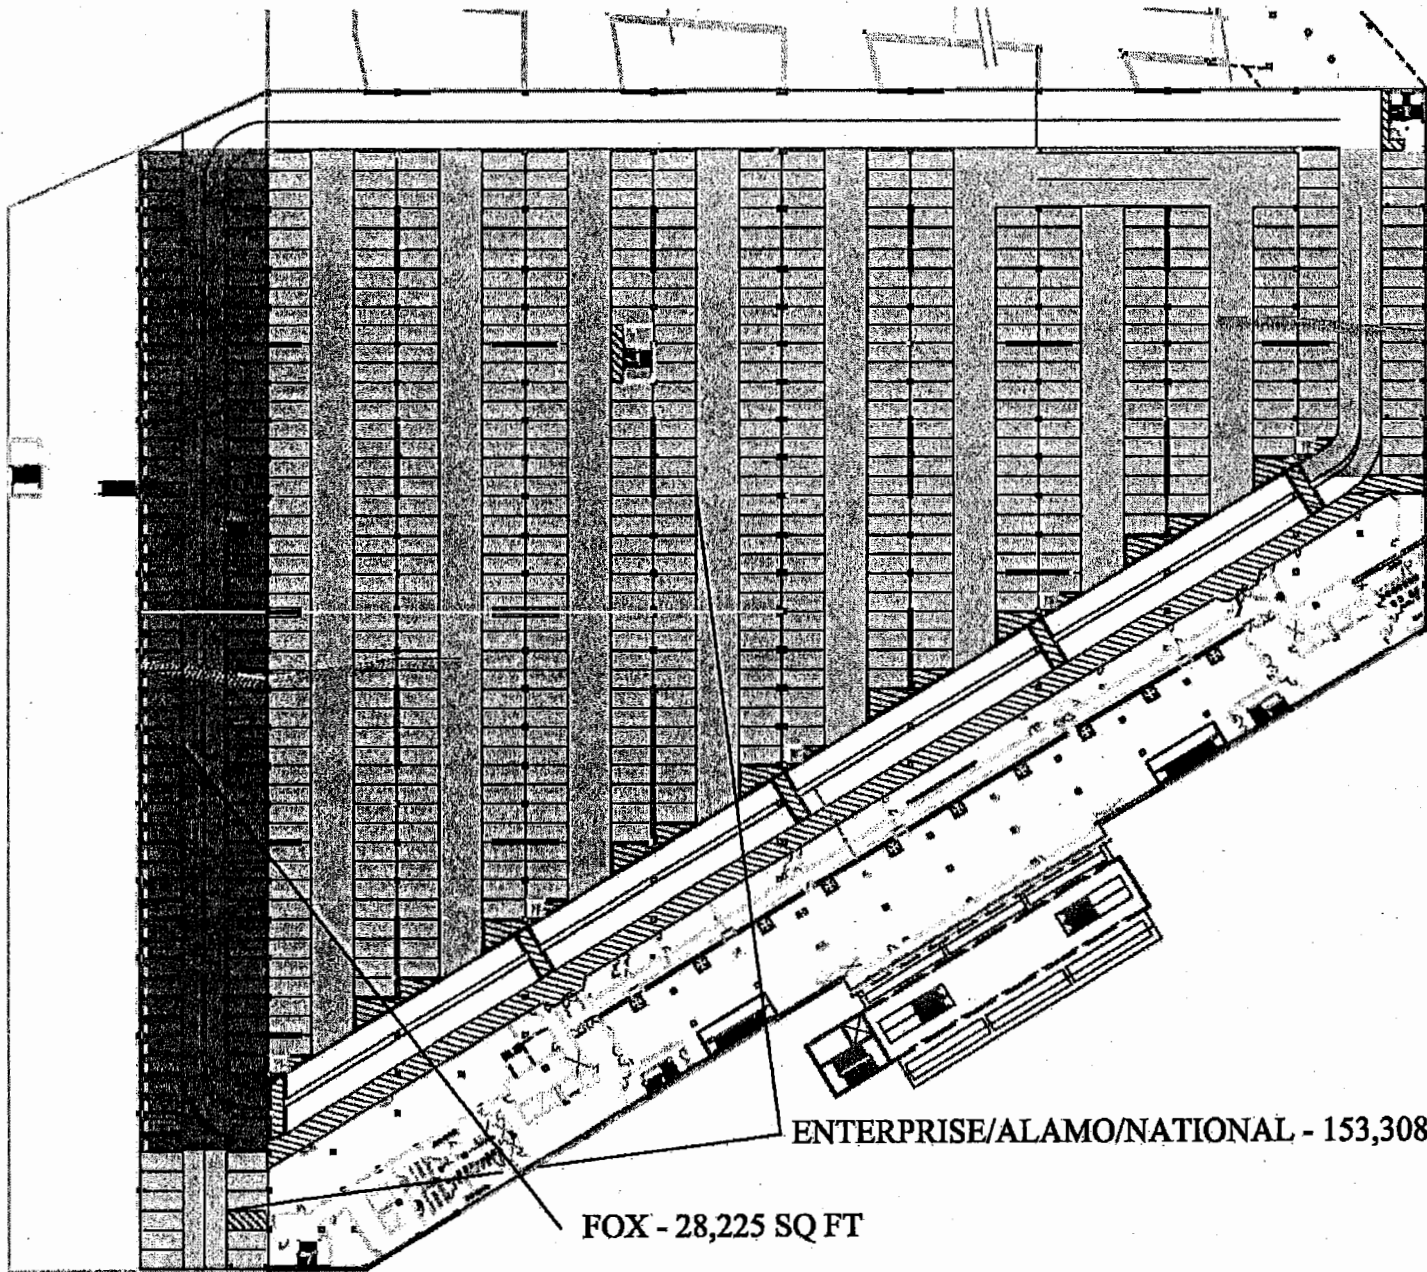 ENTERPRISE/ALAMO/NATIONAL - 153,308
FOX - 28,225 SQ FT